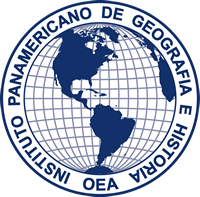 INSTITUTO PANAMERICANO DE GEOGRAFIA E HISTORIA
OEA